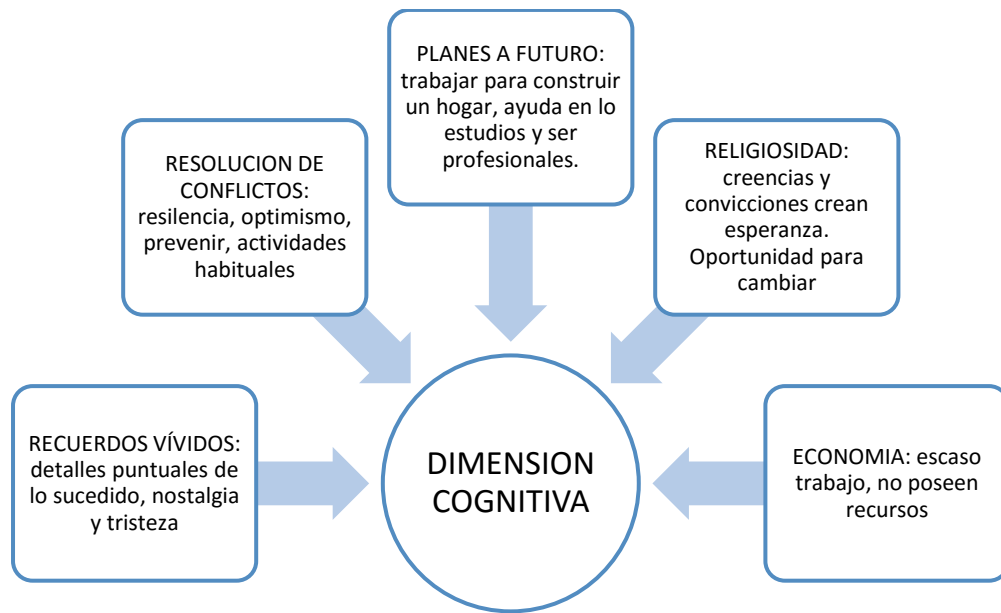 PLANES A FUTURO:
trabajar para construir
un hogar, ayuda en lo
estudios y ser
profesionales.
RESOLUCION DE
CONFLICTOS:
resilencia, optimismo,
prevenir, actividades
habituales
RELIGIOSIDAD:
creencias y
convicciones crean
esperanza.
Oportunidad para
cambiar
RECUERDOS VÍVIDOS:
detalles puntuales de
lo sucedido, nostalgia
y tristeza
DIMENSION
COGNITIVA
ECONOMIA: escaso
trabajo, no poseen
recursos